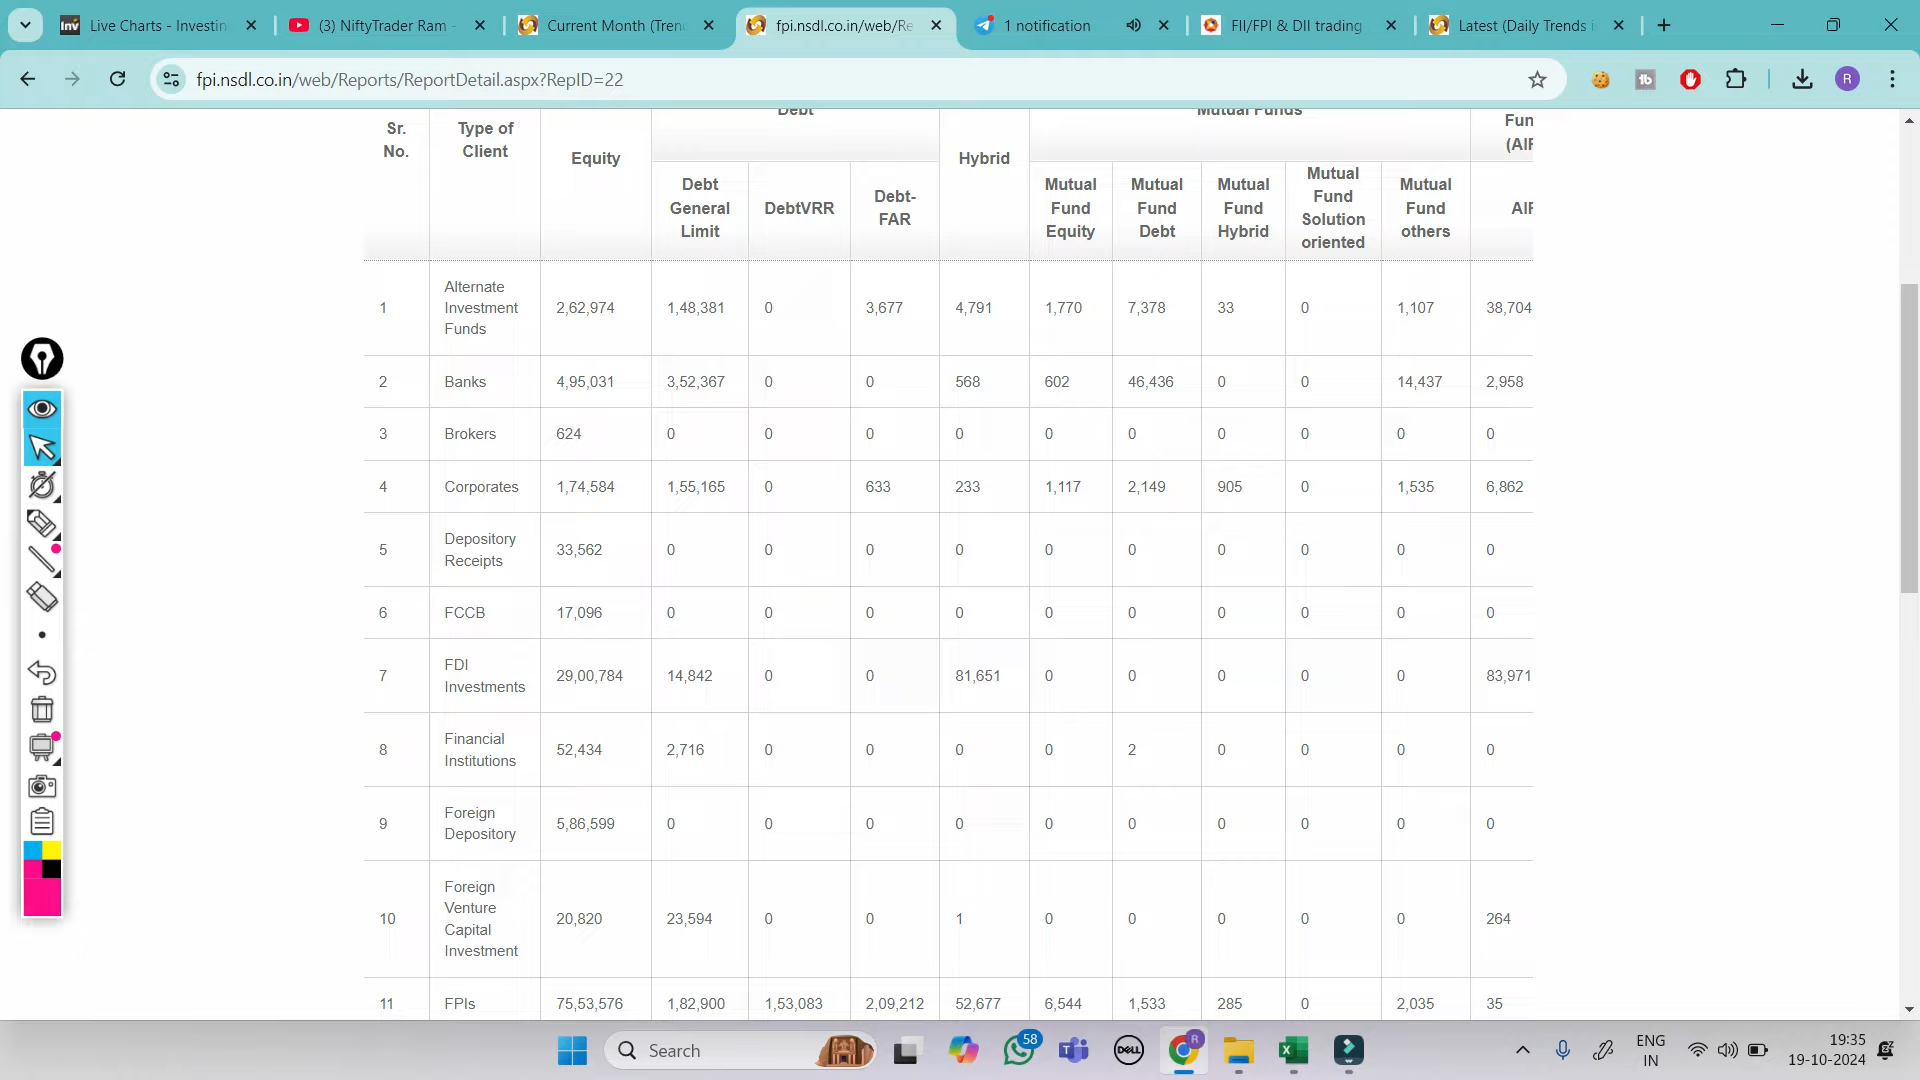 Live Charts - Investin
(3) NiftyTrader Ram -
Current Month (Tren
fpi.nsdl.co.in/web/Re
1 notification
FII/FPI & DII trading
Latest (Daily Trends i
fpi.nsdl.co.in/web/Reports/ReportDetail.aspx?RepID=22
R
Sr. No.
Type of Client
Equity
Debt
Hybrid
Mutual Funds
Fun
(AIF
Debt General Limit
DebtVRR
Debt-FAR
Mutual Fund Equity
Mutual Fund Debt
Mutual Fund Hybrid
Mutual Fund Solution oriented
Mutual Fund others
AIF
1 Alternate Investment Funds 2,62,974 1,48,381 0 3,677 4,791 1,770 7,378 33 0 1,107 38,704
2 Banks 4,95,031 3,52,367 0 0 568 602 46,436 0 0 14,437 2,958
3 Brokers 624 0 0 0 0 0 0 0 0 0 0
4 Corporates 1,74,584 1,55,165 0 633 233 1,117 2,149 905 0 1,535 6,862
5 Depository Receipts 33,562 0 0 0 0 0 0 0 0 0 0
6 FCCB 17,096 0 0 0 0 0 0 0 0 0 0
7 FDI Investments 29,00,784 14,842 0 0 81,651 0 0 0 0 0 83,971
8 Financial Institutions 52,434 2,716 0 0 0 0 2 0 0 0 0
9 Foreign Depository 5,86,599 0 0 0 0 0 0 0 0 0 0
10 Foreign Venture Capital Investment 20,820 23,594 0 0 1 0 0 0 0 0 264
11 FPIs 75,53,576 1,82,900 1,53,083 2,09,212 52,677 6,544 1,533 285 0 2,035 35
Search
58
DELL
ENG
IN
19:35
19-10-2024